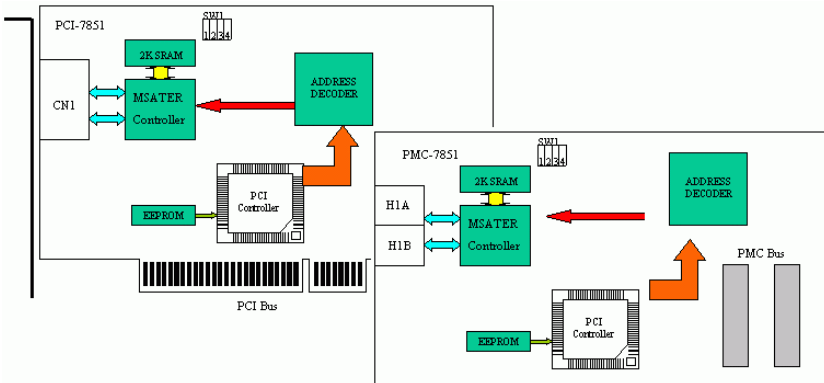 PCI-7851
SW1
1 2 3 4
2K SRAM
CN1
MSATER
Controller
ADDRESS
DECODER
PCI
Controller
EEPROM
PCI Bus
PMC-7851
SW1
1 2 3 4
2K SRAM
H1A
H1B
MSATER
Controller
ADDRESS
DECODER
PMC Bus
PCI
Controller
EEPROM